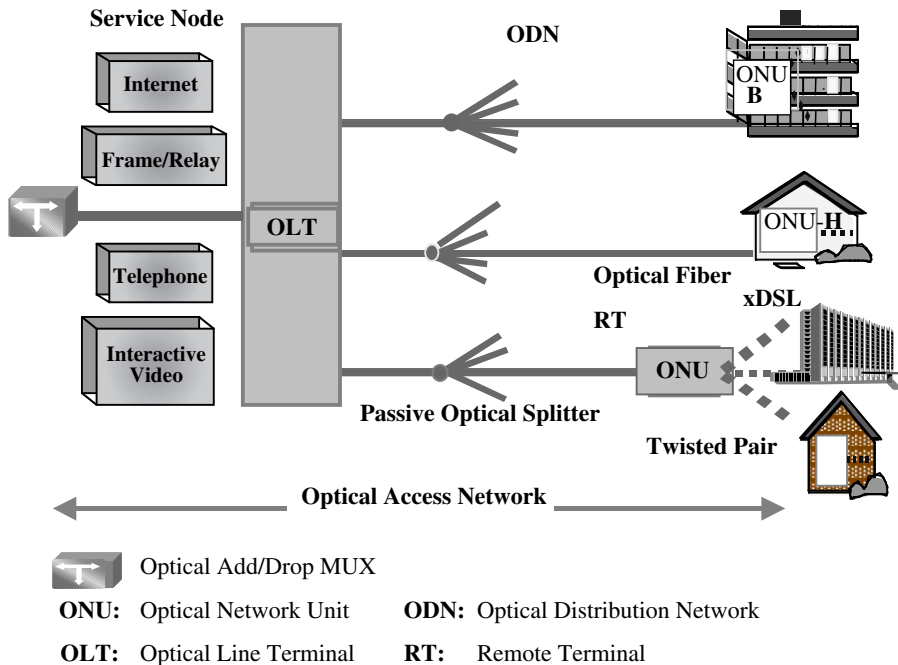 Service Node
ODN
Internet
ONU
B
Frame/Relay
OLT
ONU-H
Optical Fiber
Telephone
xDSL
RT
Interactive
Video
ONU
Passive Optical Splitter
Twisted Pair
Optical Access Network
Optical Add/Drop MUX
ONU: Optical Network Unit ODN: Optical Distribution Network
OLT: Optical Line Terminal RT: Remote Terminal